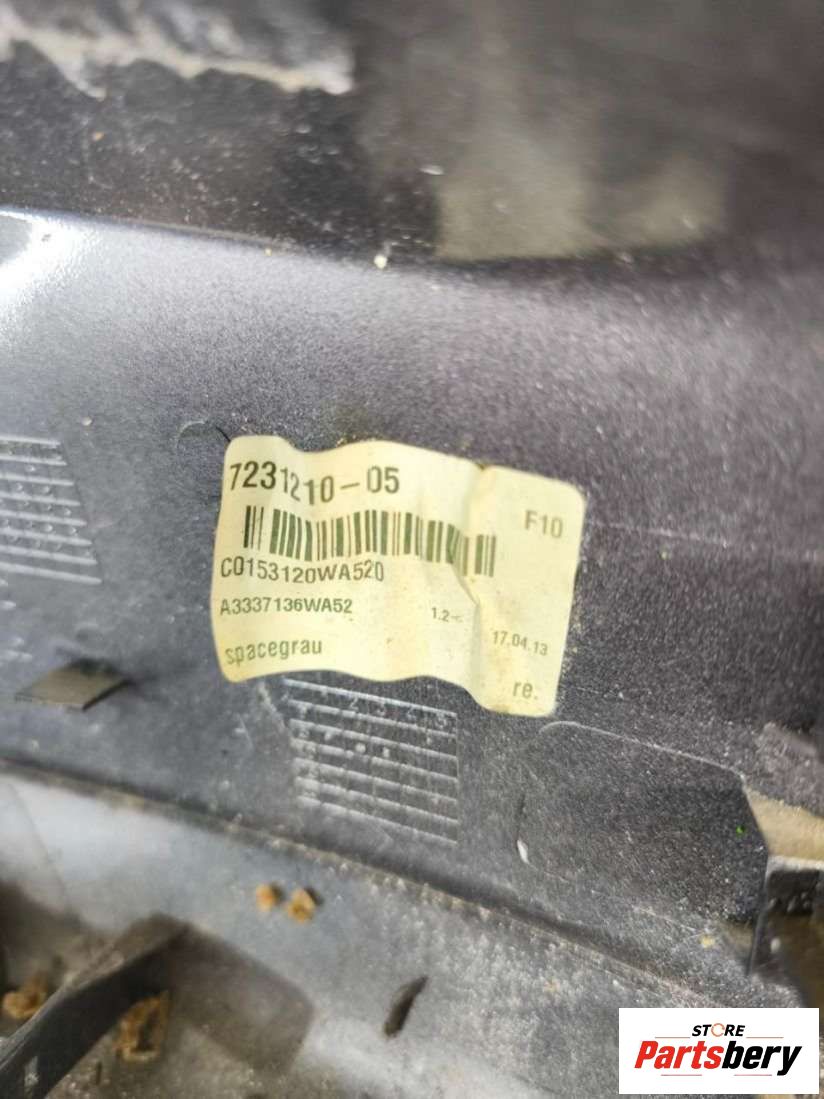 7231210-05
F10
C0153120WA520
A3337136WA52
1.2-c
17.04.13
spacegrau
re.
STORE
Partsbery